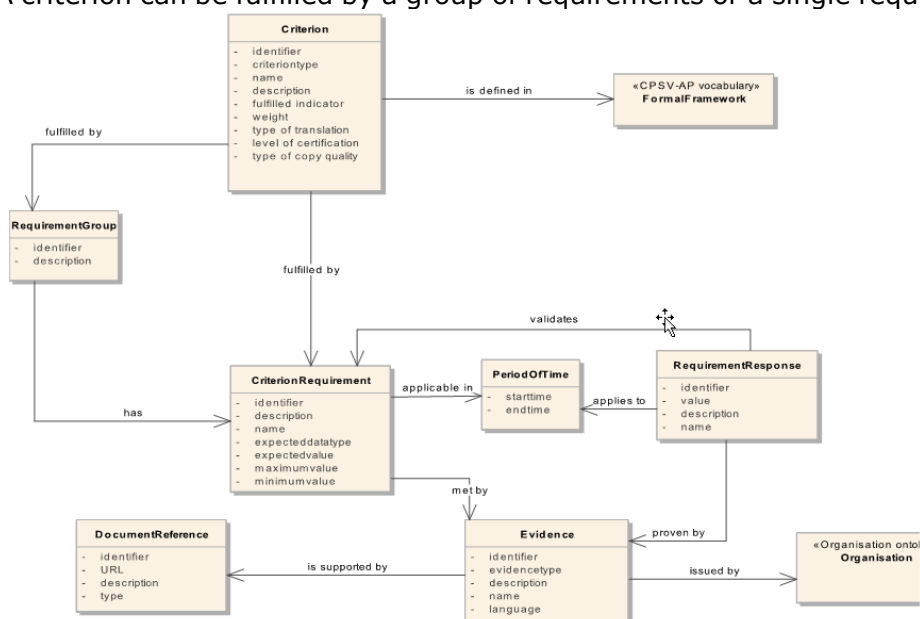 A criterion can be fulfilled by a group of requirements or a single requ
Criterion
- identifier
- criteriontype
- name
- description
- fulfilled indicator
- weight
- type of translation
- level of certification
- type of copy quality
is defined in
«CPSV-AP vocabulary»
FormalFramework
fulfilled by
RequirementGroup
- identifier
- description
fulfilled by
validates
CriterionRequirement
- identifier
- description
- name
- expecteddatatype
- expectedvalue
- maximumvalue
- minimumvalue
applicable in
PeriodOfTime
- starttime
- endtime
applies to
RequirementResponse
- identifier
- value
- description
- name
has
met by
proven by
DocumentReference
- identifier
- URL
- description
- type
is supported by
Evidence
- identifier
- evidencetype
- description
- name
- language
issued by
«Organisation ontol
Organisation